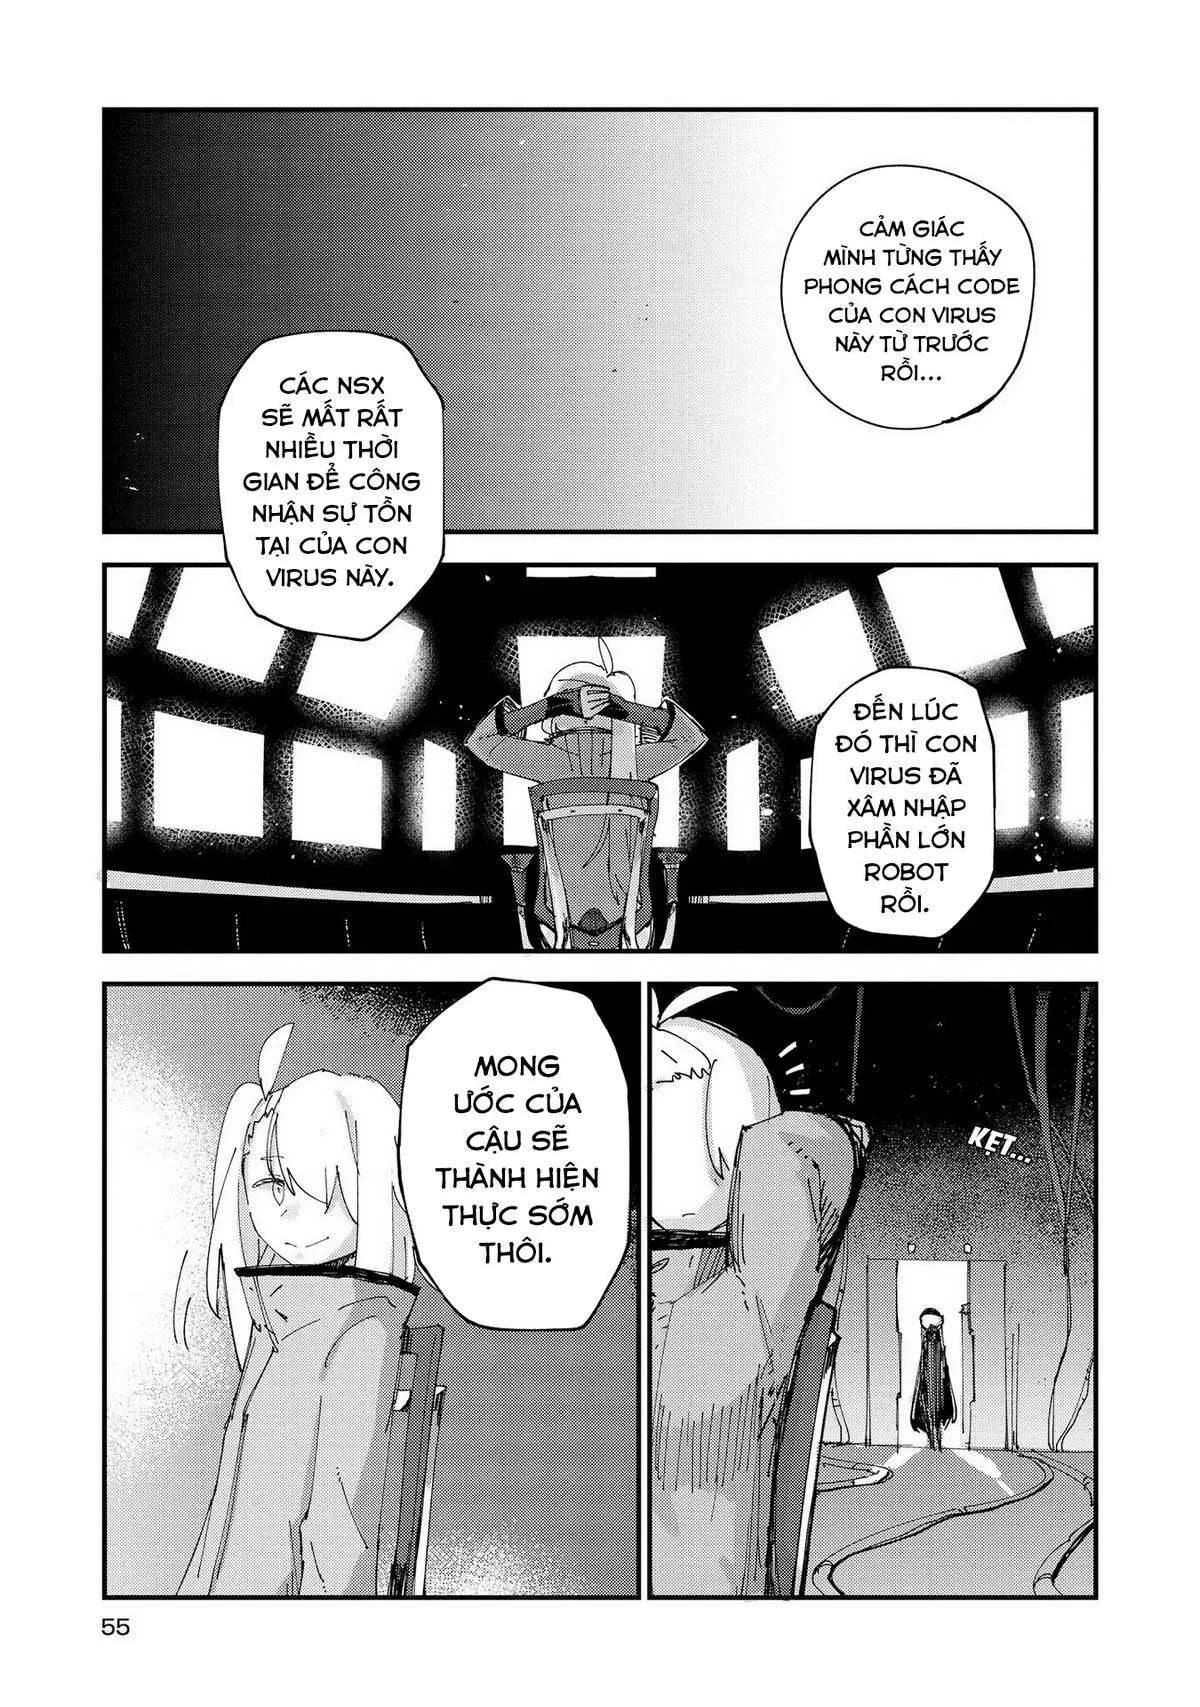 CẢM GIÁC
MÌNH TỪNG THẤY
PHONG CÁCH CODE
CỦA CON VIRUS
NÀY TỪ TRƯỚC
RỒI...
CÁC NSX
SẼ MẤT RẤT
NHIỀU THỜI
GIAN ĐỂ CÔNG
NHẬN SỰ TỒN
TẠI CỦA CON
VIRUS NÀY.
ĐẾN LÚC
ĐÓ THÌ CON
VIRUS ĐÃ
XÂM NHẬP
PHẦN LỚN
ROBOT
RỒI.
KẸT...
MONG
ƯỚC CỦA
CẬU SẼ
THÀNH HIỆN
THỰC SỚM
THÔI.
55